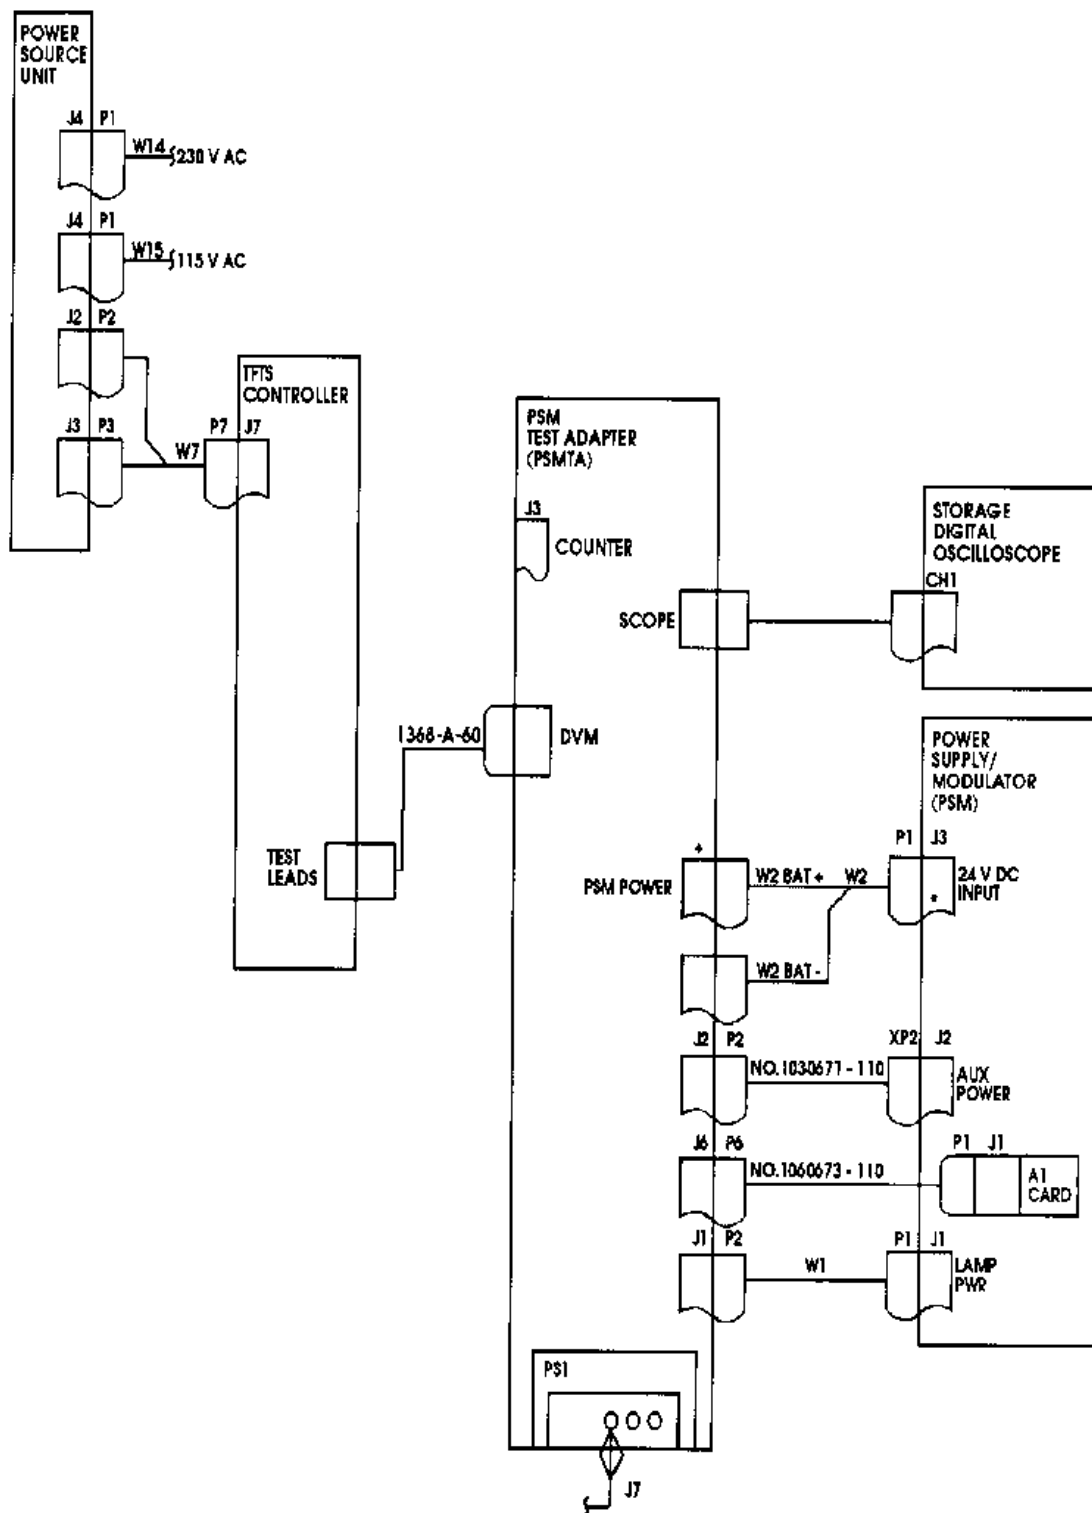 POWER
SOURCE
UNIT
J4 P1
W14
230 V AC
J4 P1
W15
115 V AC
J2 P2
J3 P3
W7
P7 J7
TFTS
CONTROLLER
TEST
LEADS
1368-A-60
PSM
TEST ADAPTER
(PSMTA)
J3
COUNTER
SCOPE
DVM
STORAGE
DIGITAL
OSCILLOSCOPE
CH1
POWER
SUPPLY/
MODULATOR
(PSM)
+
PSM POWER
W2 BAT +
W2
P1 J3
24 V DC
INPUT
*
W2 BAT -
J2 P2
NO.1030677 - 110
XP2 J2
AUX
POWER
J6 P6
NO.1060673 - 110
P1 J1
A1
CARD
J1 P2
W1
P1 J1
LAMP
PWR
PS1
J7